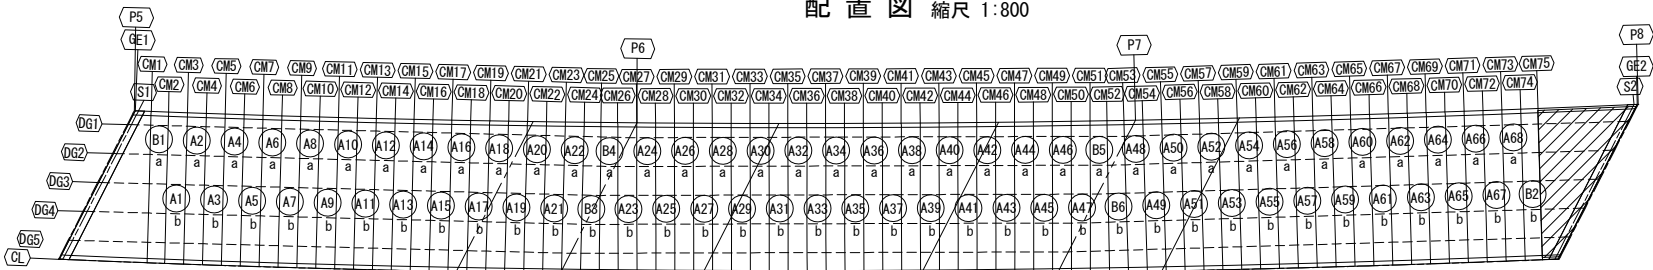 配置図 縮尺 1:800
P5 P6 P7 P8
GE1 GE2
CM1 CM3 CM5 CM7 CM9 CM11 CM13 CM15 CM17 CM19 CM21 CM23 CM25 CM27 CM29 CM31 CM33 CM35 CM37 CM39 CM41 CM43 CM45 CM47 CM49 CM51 CM53 CM55 CM57 CM59 CM61 CM63 CM65 CM67 CM69 CM71 CM73 CM75
S1 CM2 CM4 CM6 CM8 CM10 CM12 CM14 CM16 CM18 CM20 CM22 CM24 CM26 CM28 CM30 CM32 CM34 CM36 CM38 CM40 CM42 CM44 CM46 CM48 CM50 CM52 CM54 CM56 CM58 CM60 CM62 CM64 CM66 CM68 CM70 CM72 CM74 S2
DG1
B1 A2 A4 A6 A8 A10 A12 A14 A16 A18 A20 A22 B4 A24 A26 A28 A30 A32 A34 A36 A38 A40 A42 A44 A46 B5 A48 A50 A52 A54 A56 A58 A60 A62 A64 A66 A68
DG2
a a a a a a a a a a a a a a a a a a a a a a a a a a a a a a a a a a a a a
DG3
A1 A3 A5 A7 A9 A11 A13 A15 A17 A19 A21 B3 A23 A25 A27 A29 A31 A33 A35 A37 A39 A41 A43 A45 A47 B6 A49 A51 A53 A55 A57 A59 A61 A63 A65 A67 B2
DG4
b b b b b b b b b b b b b b b b b b b b b b b b b b b b b b b b b b b b b
DG5
CL